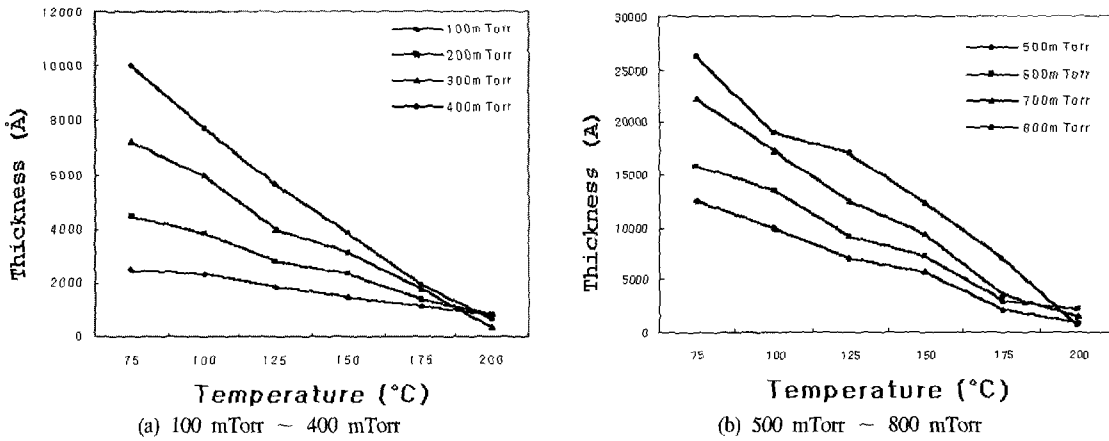 12000
10000
8000
6000
4000
2000
0
Thickness (Å)
100m Torr
200m Torr
300m Torr
400m Torr
75 100 125 150 175 200
Temperature (°C)
(a) 100 mTorr ~ 400 mTorr
30000
25000
20000
15000
10000
5000
0
Thickness (A)
500m Torr
600m Torr
700m Torr
800m Torr
75 100 125 150 175 200
Temperature (°C)
(b) 500 mTorr ~ 800 mTorr